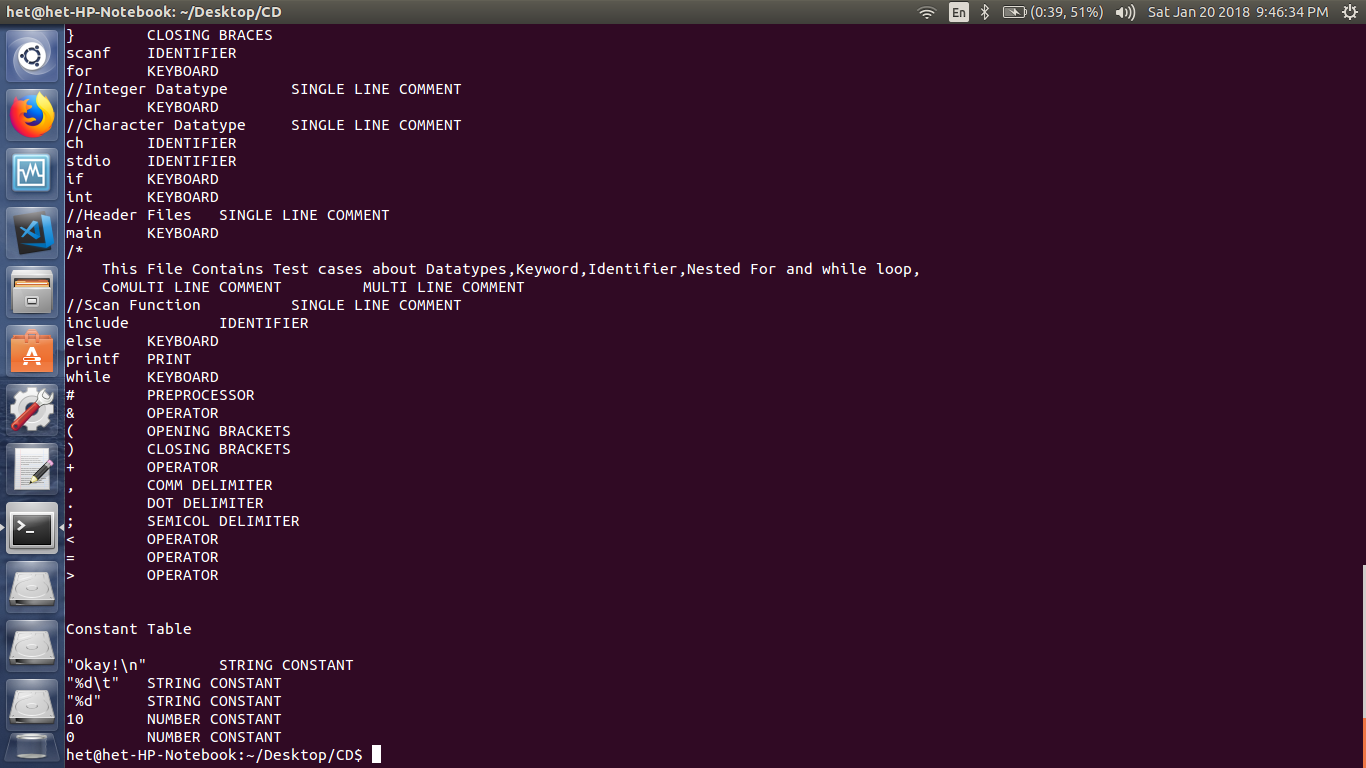 het@het-HP-Notebook: ~/Desktop/CD En (0:39, 51%) Sat Jan 20 2018 9:46:34 PM
} CLOSING BRACES
scanf IDENTIFIER
for KEYBOARD
//Integer Datatype SINGLE LINE COMMENT
char KEYBOARD
//Character Datatype SINGLE LINE COMMENT
ch IDENTIFIER
stdio IDENTIFIER
if KEYBOARD
int KEYBOARD
//Header Files SINGLE LINE COMMENT
main KEYBOARD
/*
This File Contains Test cases about Datatypes,Keyword,Identifier,Nested For and while loop,
CoMULTI LINE COMMENT MULTI LINE COMMENT
//Scan Function SINGLE LINE COMMENT
include IDENTIFIER
else KEYBOARD
printf PRINT
while KEYBOARD
# PREPROCESSOR
& OPERATOR
( OPENING BRACKETS
) CLOSING BRACKETS
+ OPERATOR
, COMM DELIMITER
. DOT DELIMITER
; SEMICOL DELIMITER
< OPERATOR
= OPERATOR
> OPERATOR
Constant Table
"Okay!\n" STRING CONSTANT
"%d\t" STRING CONSTANT
"%d" STRING CONSTANT
10 NUMBER CONSTANT
0 NUMBER CONSTANT
het@het-HP-Notebook:~/Desktop/CD$